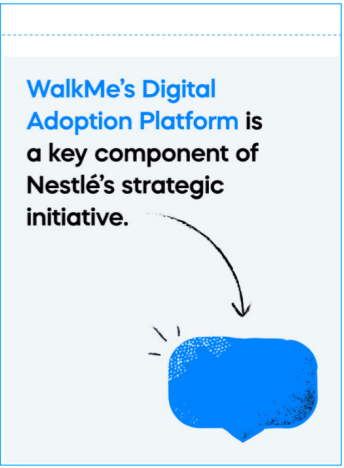 WalkMe’s Digital
Adoption Platform is
a key component of
Nestlé’s strategic
initiative.